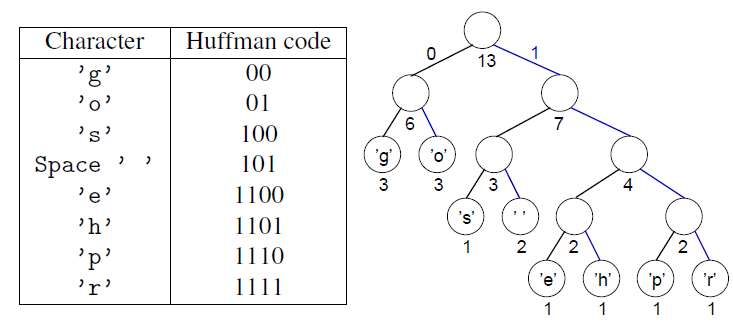 Character Huffman code
'g' 00
'o' 01
's' 100
Space ' ' 101
'e' 1100
'h' 1101
'p' 1110
'r' 1111
0 13 1
6 7
'g' 'o'
3 3 3 4
's' ' '
1 2 2 2
'e' 'h' 'p' 'r'
1 1 1 1